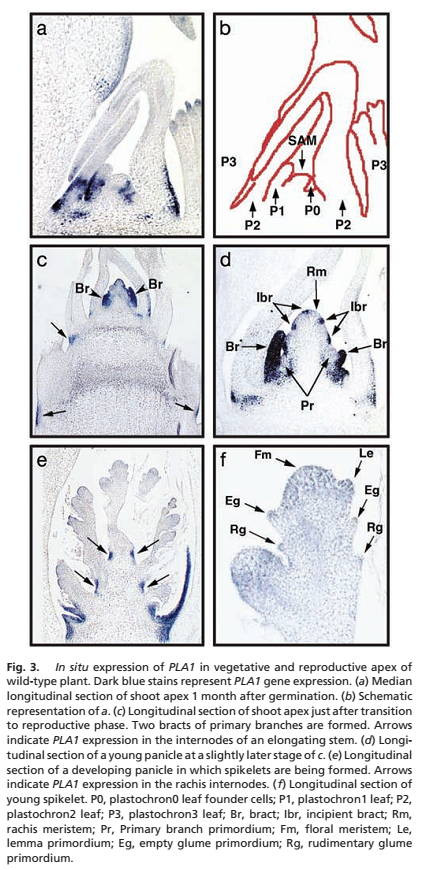 a
b
SAM
P3
P3
P1
P0
P2
P2
c
d
Rm
Br
Br
Ibr
Ibr
Br
Br
Pr
e
f
Fm
Le
Eg
Eg
Rg
Rg
Fig. 3. In situ expression of PLA1 in vegetative and reproductive apex of
wild-type plant. Dark blue stains represent PLA1 gene expression. (a) Median
longitudinal section of shoot apex 1 month after germination. (b) Schematic
representation of a. (c) Longitudinal section of shoot apex just after transition
to reproductive phase. Two bracts of primary branches are formed. Arrows
indicate PLA1 expression in the internodes of an elongating stem. (d) Longi-
tudinal section of a young panicle at a slightly later stage of c. (e) Longitudinal
section of a developing panicle in which spikelets are being formed. Arrows
indicate PLA1 expression in the rachis internodes. (f) Longitudinal section of
young spikelet. P0, plastochron0 leaf founder cells; P1, plastochron1 leaf; P2,
plastochron2 leaf; P3, plastochron3 leaf; Br, bract; Ibr, incipient bract; Rm,
rachis meristem; Pr, Primary branch primordium; Fm, floral meristem; Le,
lemma primordium; Eg, empty glume primordium; Rg, rudimentary glume
primordium.